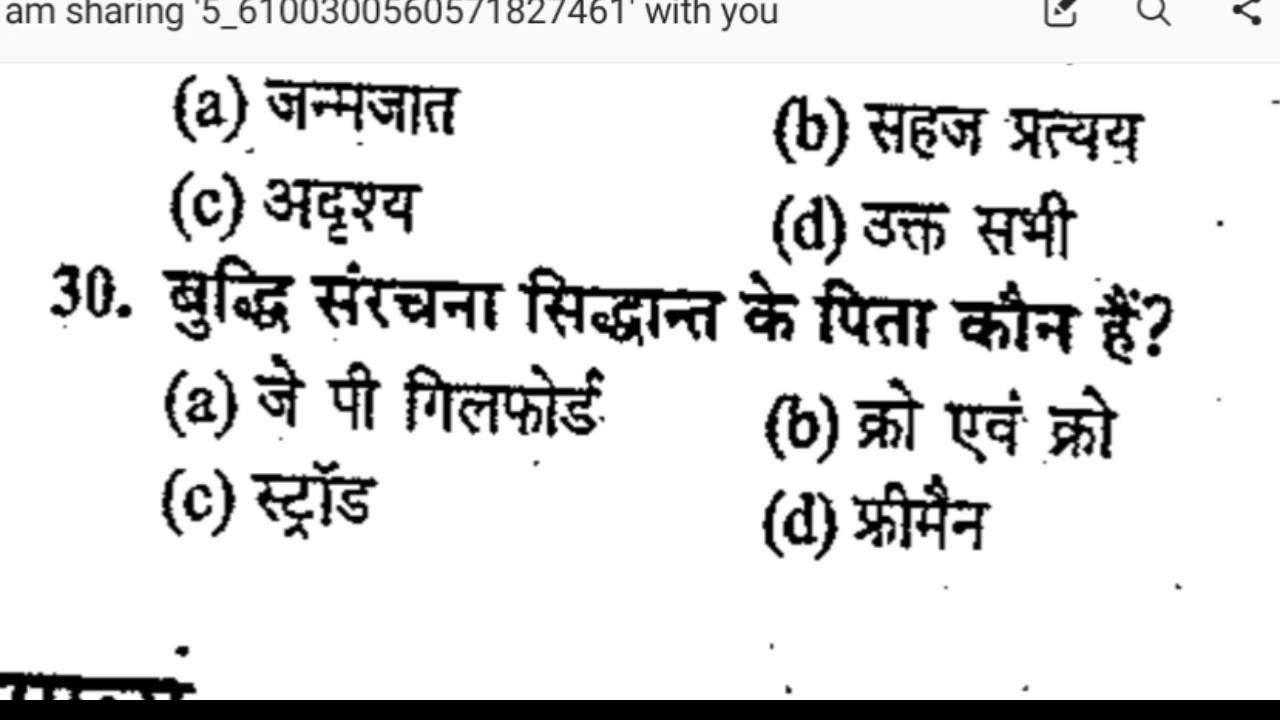 am sharing '5_6100300560571827461' with you
(a) जन्मजात (b) सहज प्रत्यय
(c) अदृश्य (d) उक्त सभी
30. बुद्धि संरचना सिद्धान्त के पिता कौन हैं?
(a) जे पी गिलफोर्ड (b) क्रो एवं क्रो
(c) स्ट्रॉड (d) फ्रीमैन